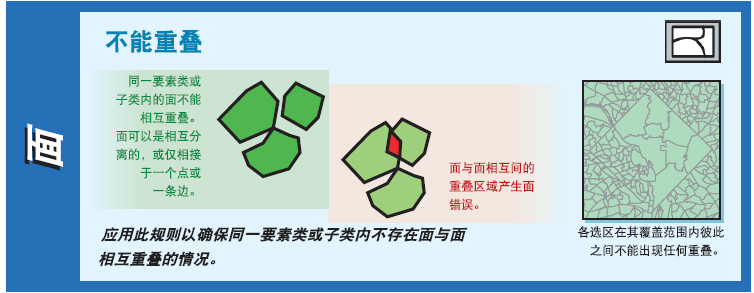 不能重叠
同一要素类或
子类内的面不能
相互重叠。
面可以是相互分
离的，或仅相接
于一个点或
一条边。
面与面相互间的
重叠区域产生面
错误。
各选区在其覆盖范围内彼此
之间不能出现任何重叠。
应用此规则以确保同一要素类或子类内不存在面与面
相互重叠的情况。
面